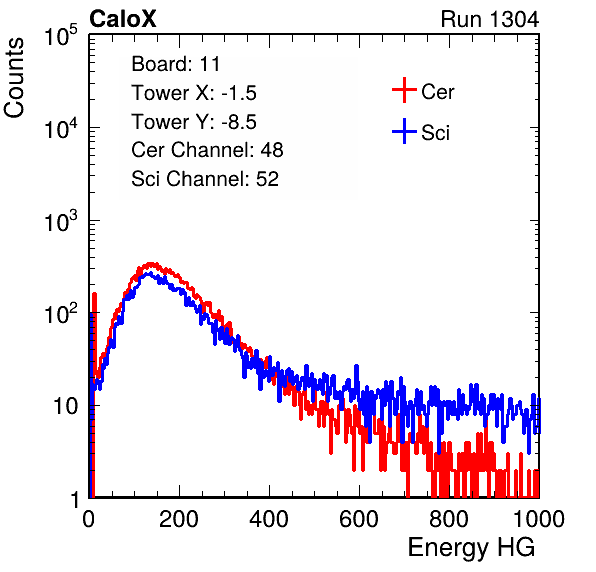 CaloX Run 1304
Counts
10^5
10^4
10^3
10^2
10
1
Board: 11
Tower X: -1.5
Tower Y: -8.5
Cer Channel: 48
Sci Channel: 52
Cer
Sci
0 200 400 600 800 1000
Energy HG